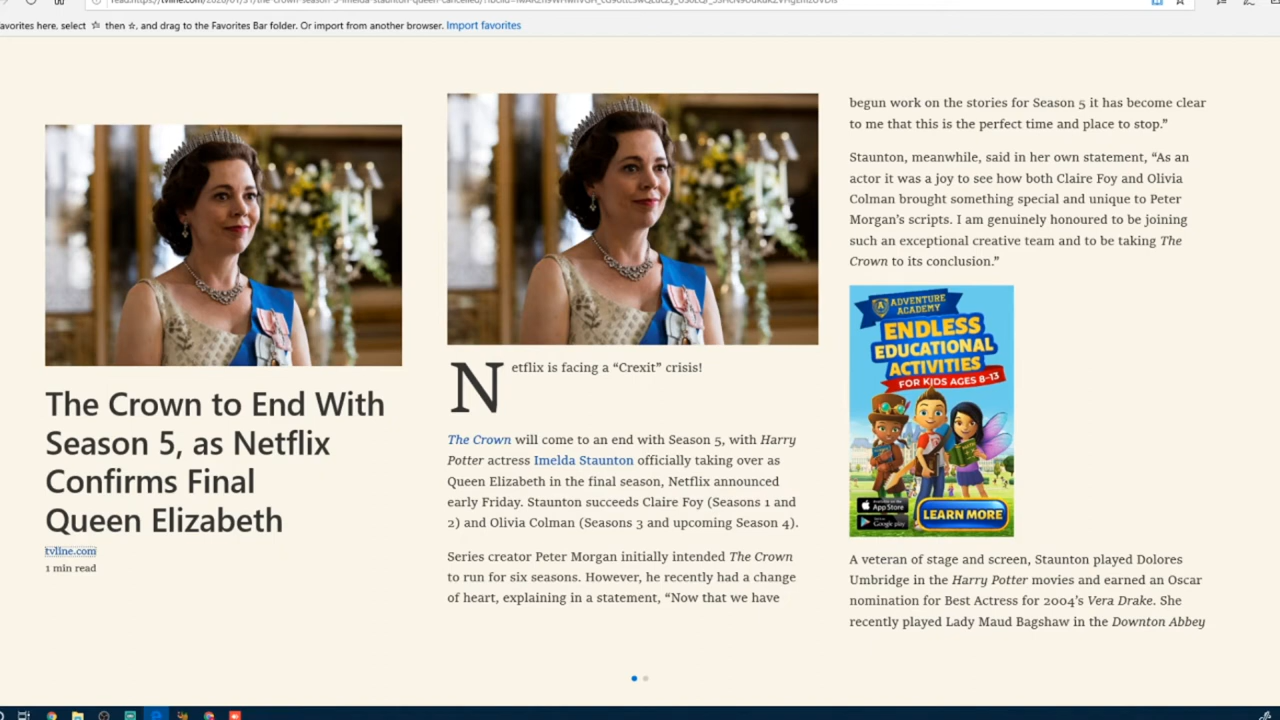 avorites here, select ☆ then ☆, and drag to the Favorites Bar folder. Or import from another browser. Import favorites
The Crown to End With
Season 5, as Netflix
Confirms Final
Queen Elizabeth
tvline.com
1 min read
Netflix is facing a “Crexit” crisis!
The Crown will come to an end with Season 5, with Harry
Potter actress Imelda Staunton officially taking over as
Queen Elizabeth in the final season, Netflix announced
early Friday. Staunton succeeds Claire Foy (Seasons 1 and
2) and Olivia Colman (Seasons 3 and upcoming Season 4).
Series creator Peter Morgan initially intended The Crown
to run for six seasons. However, he recently had a change
of heart, explaining in a statement, “Now that we have
begun work on the stories for Season 5 it has become clear
to me that this is the perfect time and place to stop.”
Staunton, meanwhile, said in her own statement, “As an
actor it was a joy to see how both Claire Foy and Olivia
Colman brought something special and unique to Peter
Morgan’s scripts. I am genuinely honoured to be joining
such an exceptional creative team and to be taking The
Crown to its conclusion.”
ADVENTURE
ACADEMY
ENDLESS
EDUCATIONAL
ACTIVITIES
FOR KIDS AGES 8-13
App Store
Google play
LEARN MORE
A veteran of stage and screen, Staunton played Dolores
Umbridge in the Harry Potter movies and earned an Oscar
nomination for Best Actress for 2004’s Vera Drake. She
recently played Lady Maud Bagshaw in the Downton Abbey